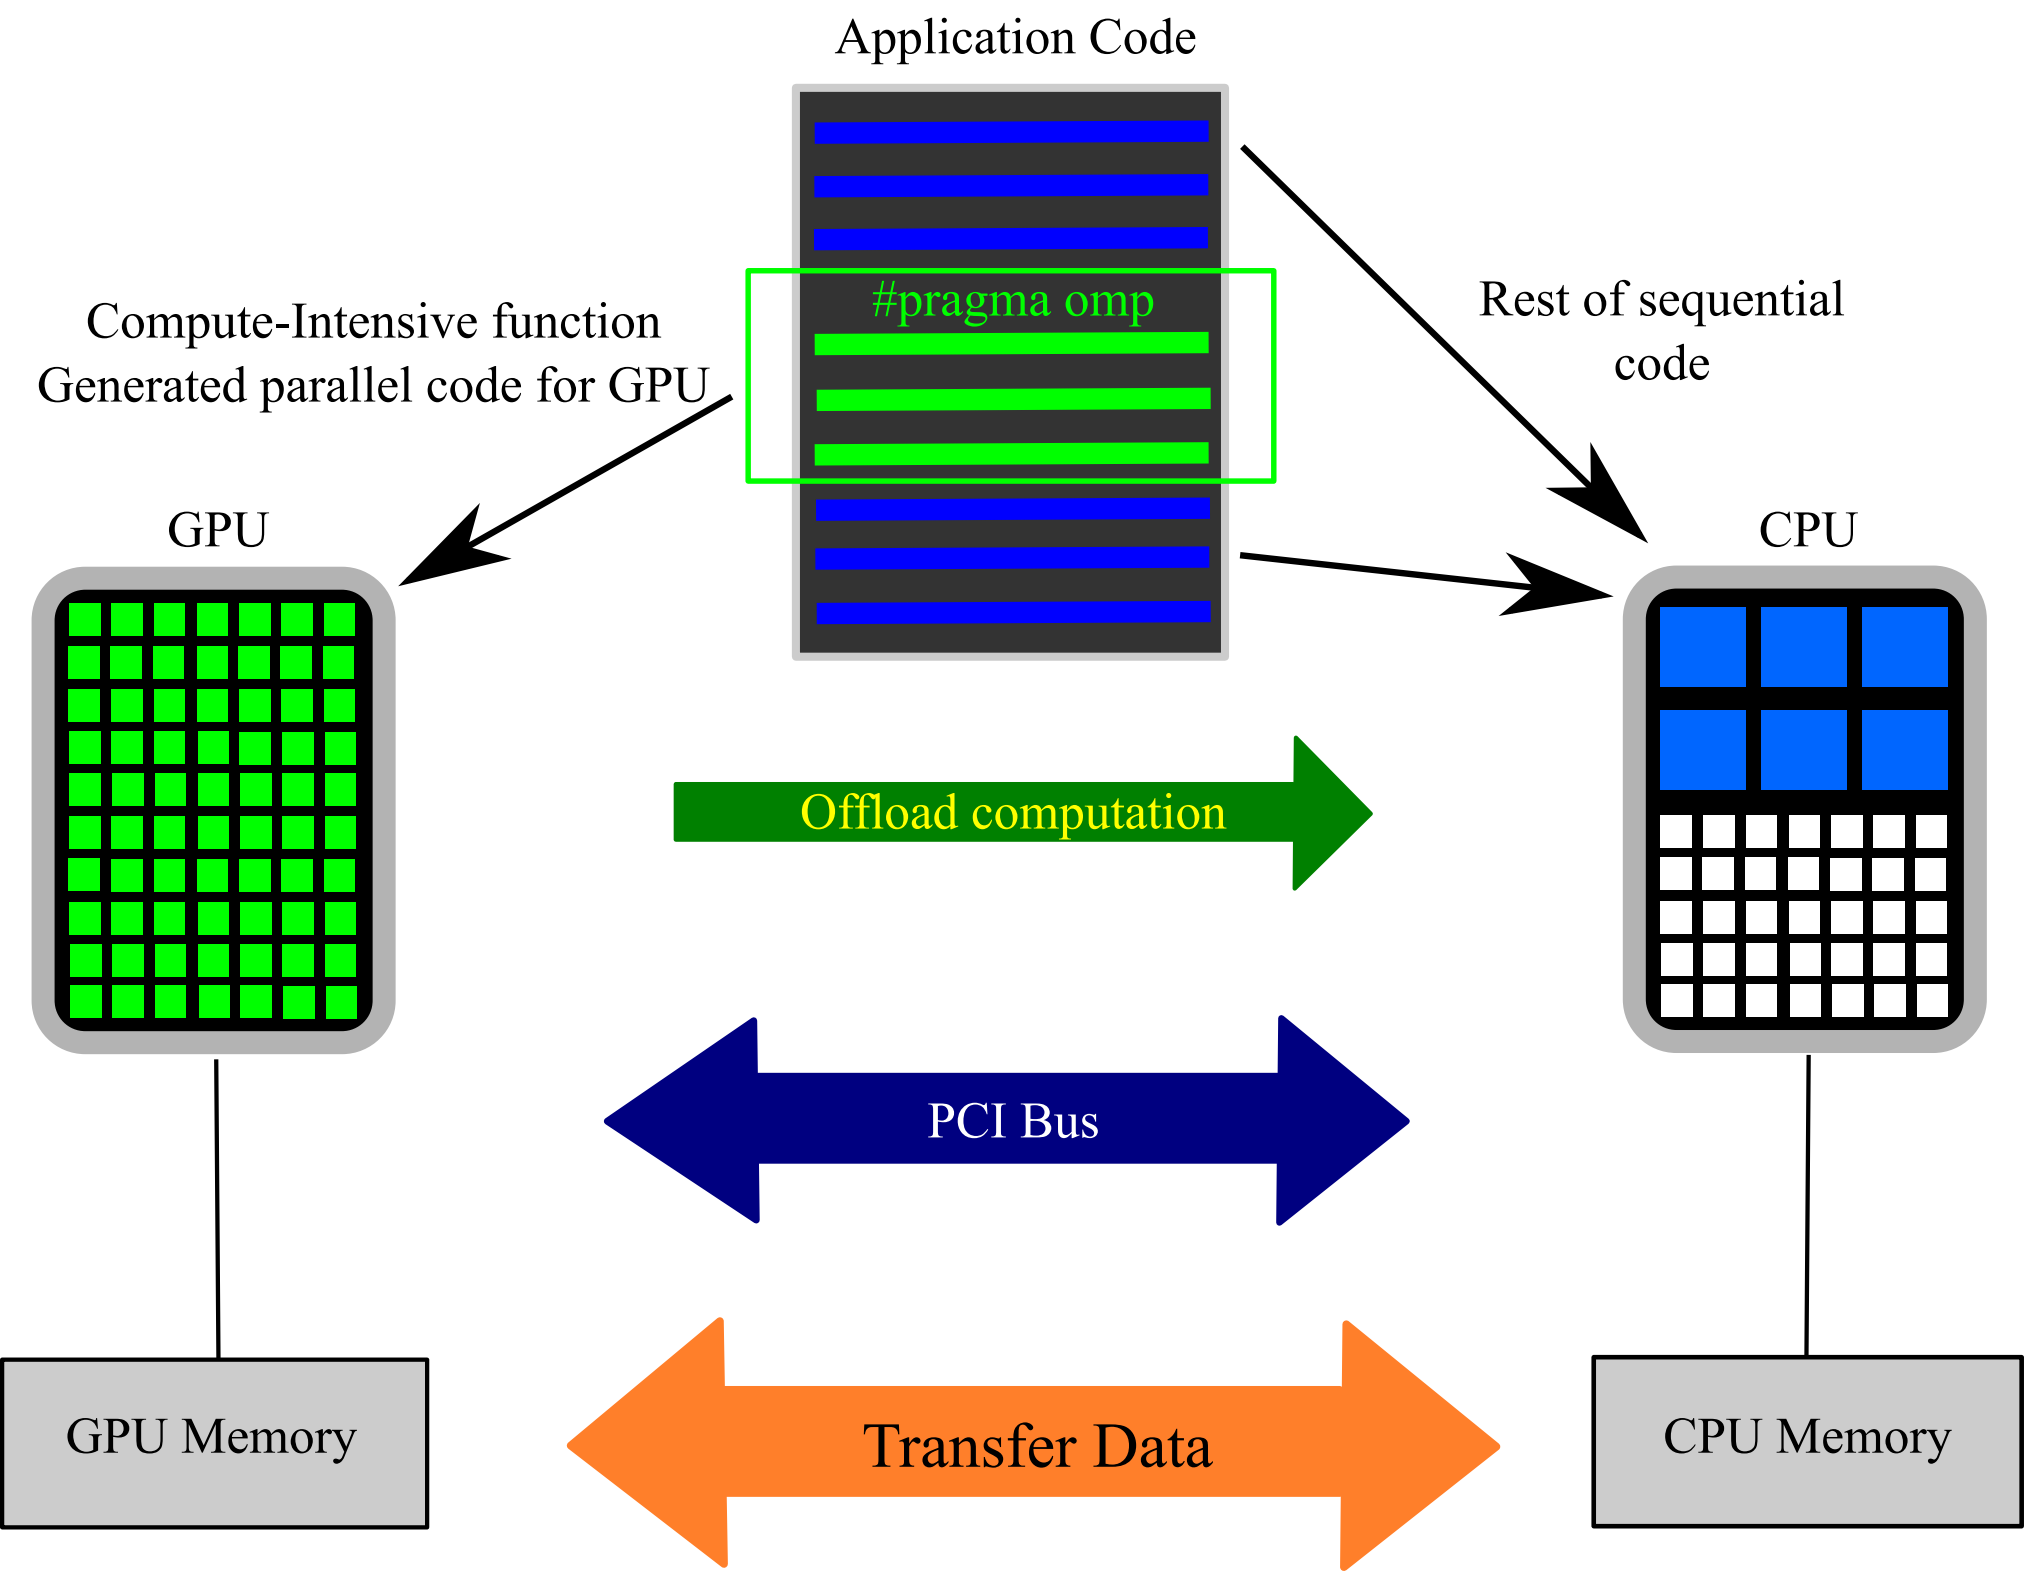 Application Code
#pragma omp
Compute-Intensive function
Generated parallel code for GPU
Rest of sequential
code
GPU
CPU
Offload computation
PCI Bus
GPU Memory
Transfer Data
CPU Memory